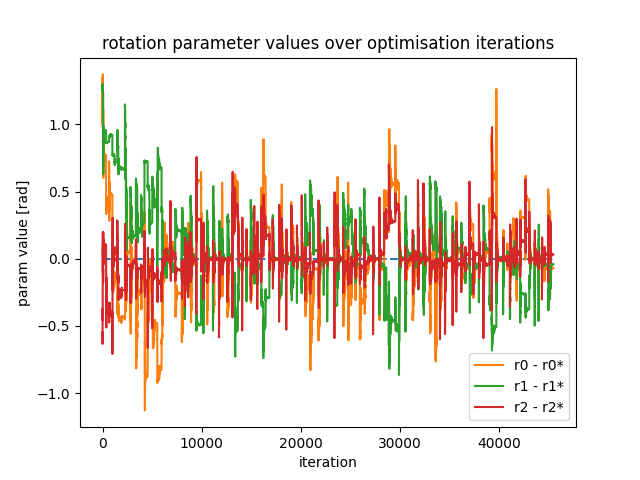 rotation parameter values over optimisation iterations
param value [rad]
1.0
0.5
0.0
−0.5
−1.0
r0 - r0*
r1 - r1*
r2 - r2*
0 10000 20000 30000 40000
iteration